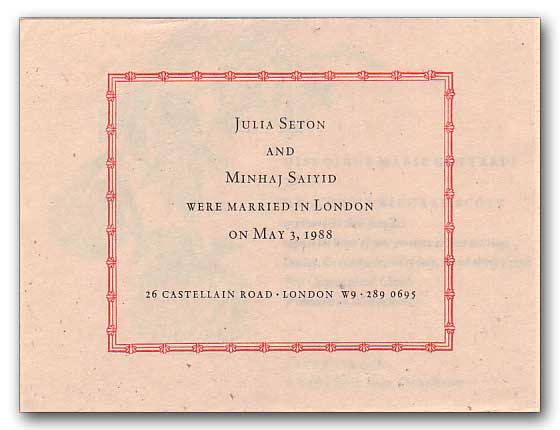 Julia Seton
and
Minhaj Saiyid
were married in London
on May 3, 1988
26 Castellain Road · London W9 · 289 0695